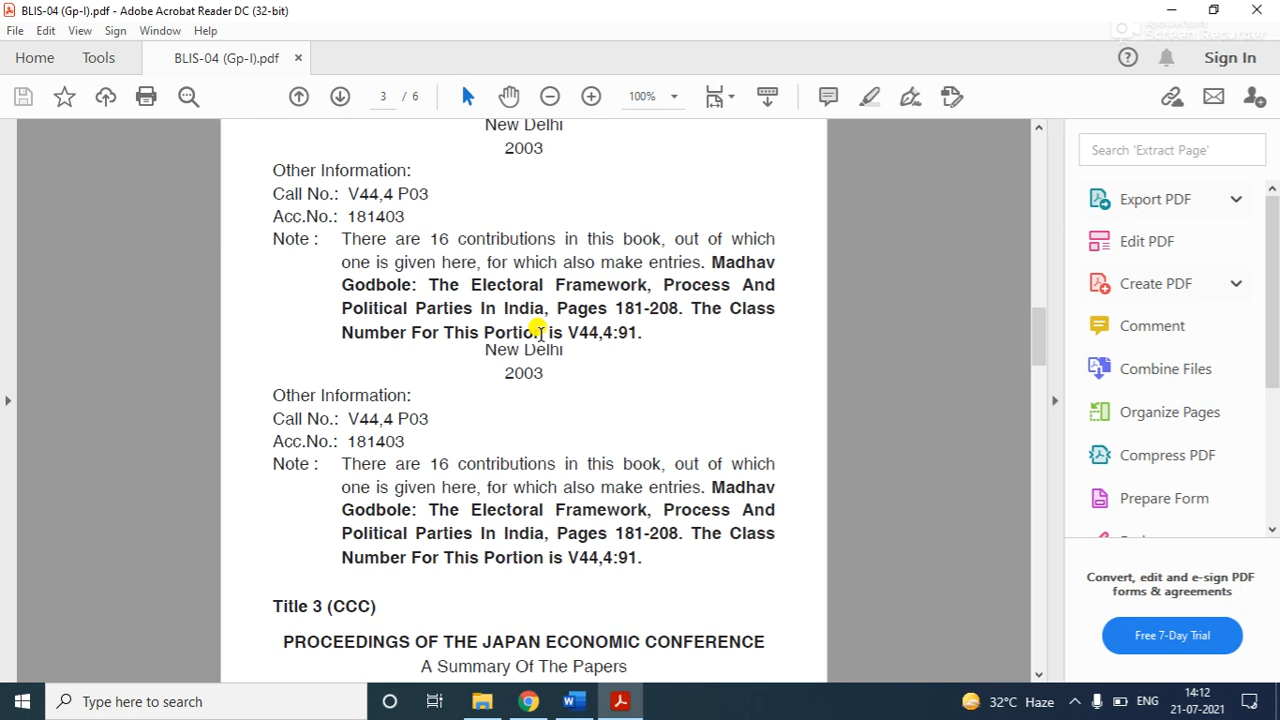 BLIS-04 (Gp-I).pdf - Adobe Acrobat Reader DC (32-bit)
File Edit View Sign Window Help
Apowersoft
Screen Recorder
Home Tools BLIS-04 (Gp-I).pdf × Sign In
3 / 6 100%
New Delhi
2003
Other Information:
Call No.: V44,4 P03
Acc.No.: 181403
Note : There are 16 contributions in this book, out of which
one is given here, for which also make entries. Madhav
Godbole: The Electoral Framework, Process And
Political Parties In India, Pages 181-208. The Class
Number For This Portion is V44,4:91.
New Delhi
2003
Other Information:
Call No.: V44,4 P03
Acc.No.: 181403
Note : There are 16 contributions in this book, out of which
one is given here, for which also make entries. Madhav
Godbole: The Electoral Framework, Process And
Political Parties In India, Pages 181-208. The Class
Number For This Portion is V44,4:91.
Title 3 (CCC)
PROCEEDINGS OF THE JAPAN ECONOMIC CONFERENCE
A Summary Of The Papers
Search 'Extract Page'
Export PDF
Edit PDF
Create PDF
Comment
Combine Files
Organize Pages
Compress PDF
Prepare Form
Convert, edit and e-sign PDF
forms & agreements
Free 7-Day Trial
Type here to search
32°C Haze
ENG
14:12
21-07-2021